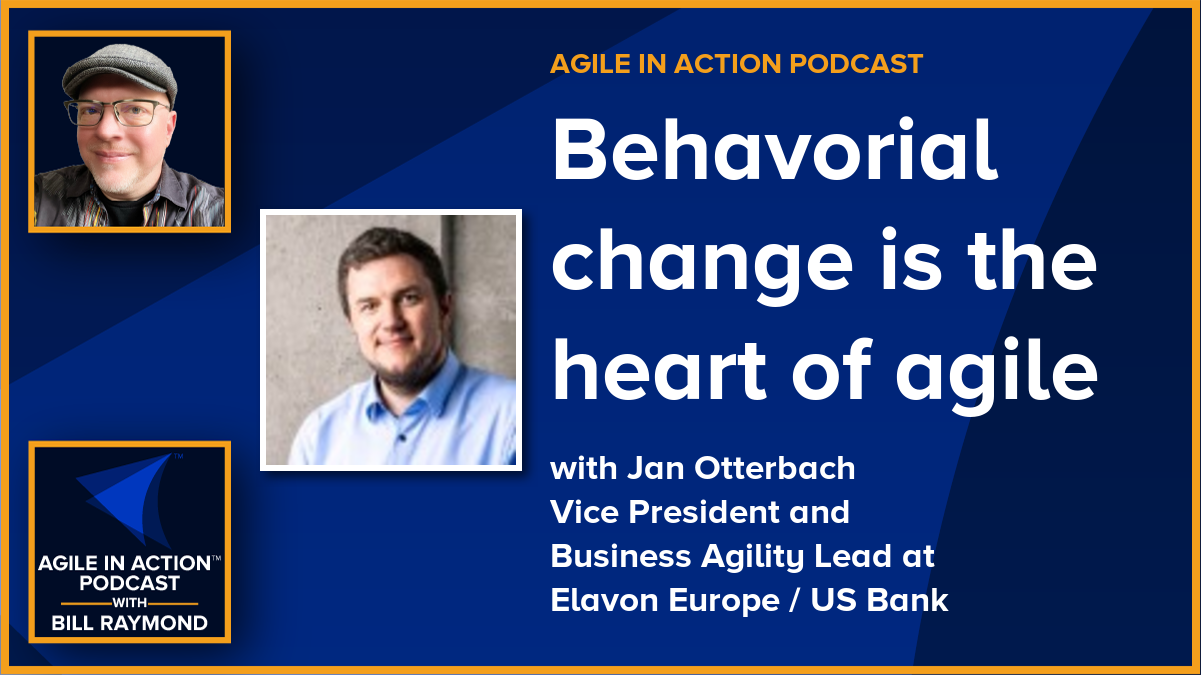 AGILE IN ACTION PODCAST
Behavorial
change is the
heart of agile
with Jan Otterbach
Vice President and
Business Agility Lead at
Elavon Europe / US Bank
TM
AGILE IN ACTION™
PODCAST
WITH
BILL RAYMOND